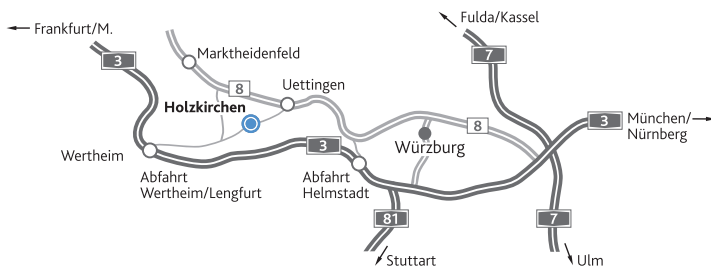 Frankfurt/M.
3
Marktheidenfeld
8
Uettingen
Holzkirchen
Wertheim
Abfahrt
Wertheim/Lengfurt
3
Abfahrt
Helmstadt
Würzburg
8
Fulda/Kassel
7
3
München/
Nürnberg
81
Stuttart
7
Ulm